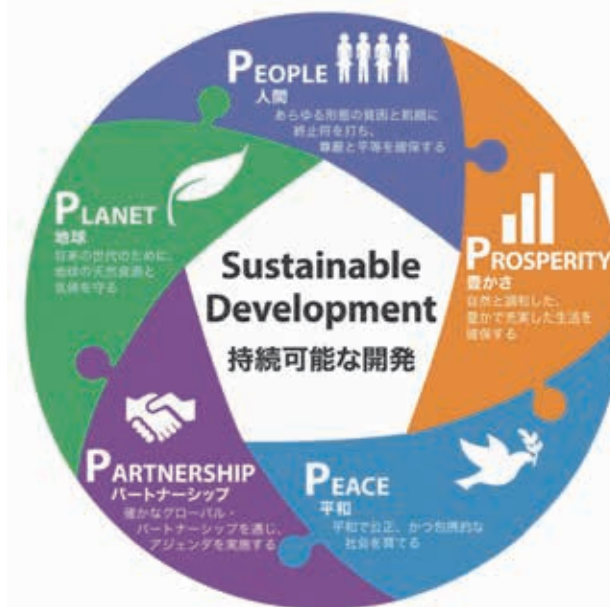 PEOPLE
人間
あらゆる形態の貧困と飢餓に
終止符を打ち、
尊厳と平等を確保する
PROSPERITY
豊かさ
自然と調和した、
豊かで充実した生活を
確保する
PEACE
平和
平和で公正、かつ包摂的な
社会を育てる
PARTNERSHIP
パートナーシップ
確かなグローバル・
パートナーシップを通じ、
アジェンダを実施する
PLANET
地球
将来の世代のために、
地球の天然資源と
気候を守る
Sustainable
Development
持続可能な開発